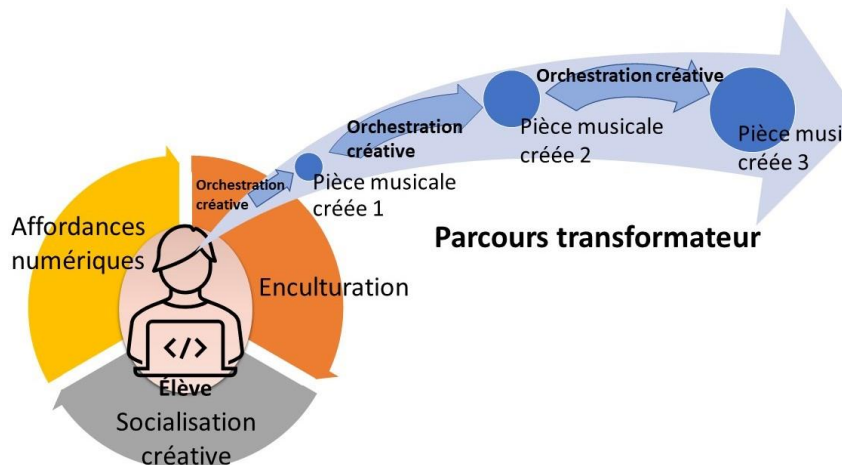 Orchestration créative
Orchestration
créative
Pièce musicale
créée 2
Pièce musi
créée 3
Orchestration
créative
Pièce musicale
créée 1
Affordances
numériques
Parcours transformateur
Enculturation
</>
Élève
Socialisation
créative